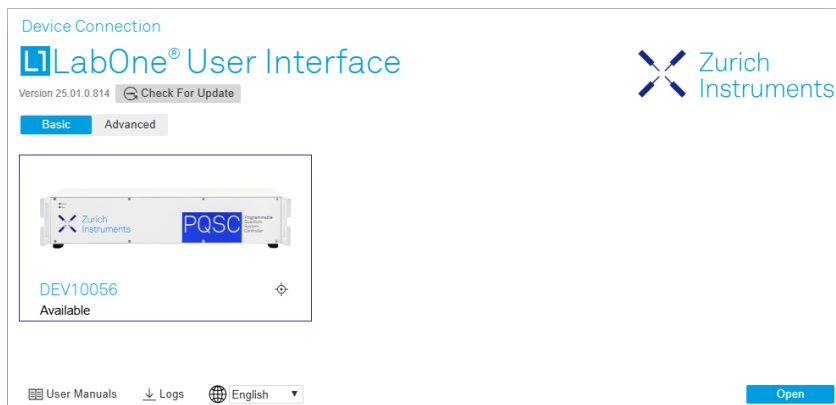 Device Connection
L1 LabOne® User Interface
Version 25.01.0.814 Check For Update
Zurich
Instruments
Basic Advanced
Zurich
Instruments
PQSC
Programmable
Quantum
System
Controller
DEV10056
Available
User Manuals Logs English Open